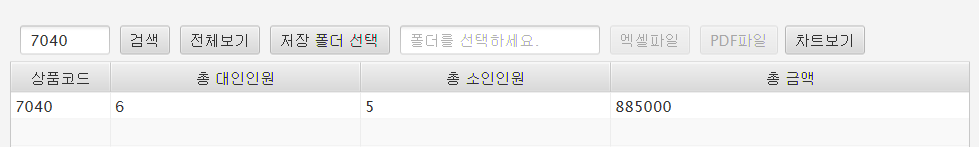 7040 검색 전체보기 저장 폴더 선택 폴더를 선택하세요. 엑셀파일 PDF파일 차트보기
상품코드 총 대인인원 총 소인인원 총 금액
7040 6 5 885000